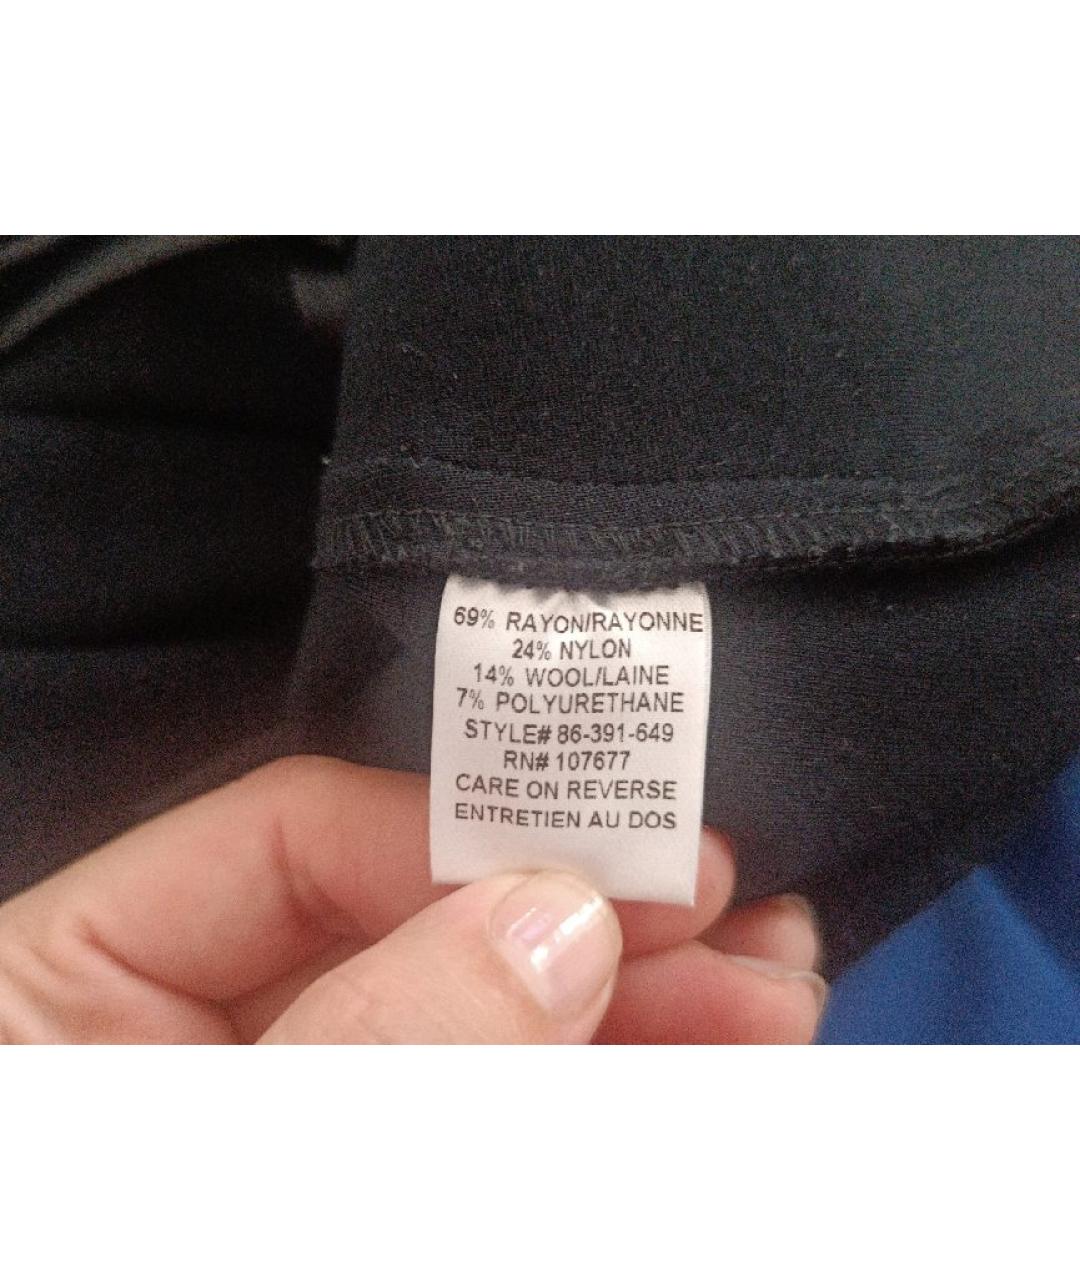 69% RAYON/RAYONNE
24% NYLON
14% WOOL/LAINE
7% POLYURETHANE
STYLE# 86-391-649
RN# 107677
CARE ON REVERSE
ENTRETIEN AU DOS